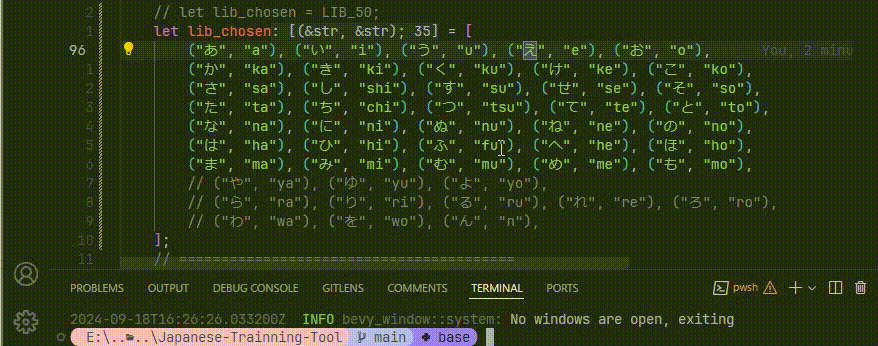 2 // let lib_chosen = LIB_50;
1 let lib_chosen: [(&str, &str); 35] = [
96 ("あ", "a"), ("い", "i"), ("う", "u"), ("え", "e"), ("お", "o"), You, 2 minu
1 ("か", "ka"), ("き", "ki"), ("く", "ku"), ("け", "ke"), ("こ", "ko"),
2 ("さ", "sa"), ("し", "shi"), ("す", "su"), ("せ", "se"), ("そ", "so"),
3 ("た", "ta"), ("ち", "chi"), ("つ", "tsu"), ("て", "te"), ("と", "to"),
4 ("な", "na"), ("に", "ni"), ("ぬ", "nu"), ("ね", "ne"), ("の", "no"),
5 ("は", "ha"), ("ひ", "hi"), ("ふ", "fu"), ("へ", "he"), ("ほ", "ho"),
6 ("ま", "ma"), ("み", "mi"), ("む", "mu"), ("め", "me"), ("も", "mo"),
7 // ("や", "ya"), ("ゆ", "yu"), ("よ", "yo"),
8 // ("ら", "ra"), ("り", "ri"), ("る", "ru"), ("れ", "re"), ("ろ", "ro"),
9 // ("わ", "wa"), ("を", "wo"), ("ん", "n"),
10 ];
11 // ========================================
PROBLEMS OUTPUT DEBUG CONSOLE GITLENS COMMENTS TERMINAL PORTS pwsh
2024-09-18T16:26:26.033200Z INFO bevy_window::system: No windows are open, exiting
E:\..\..\Japanese-Trainning-Tool main base